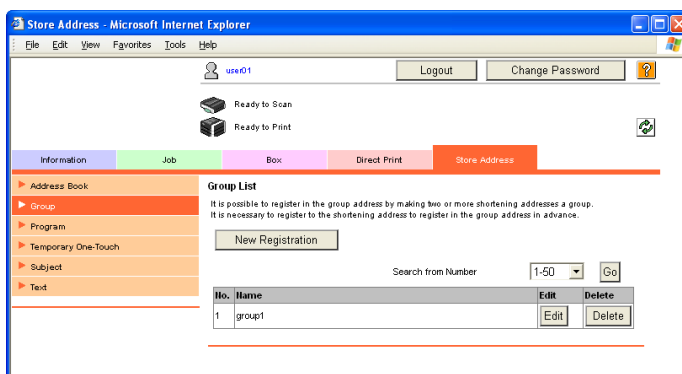 Store Address - Microsoft Internet Explorer
File Edit View Favorites Tools Help
user01 Logout Change Password ?
Ready to Scan
Ready to Print
Information Job Box Direct Print Store Address
Address Book
Group
Program
Temporary One-Touch
Subject
Text
Group List
It is possible to register in the group address by making two or more shortening addresses a group.
It is necessary to register to the shortening address to register in the group address in advance.
New Registration
Search from Number 1-50 Go
No. Name Edit Delete
1 group1 Edit Delete